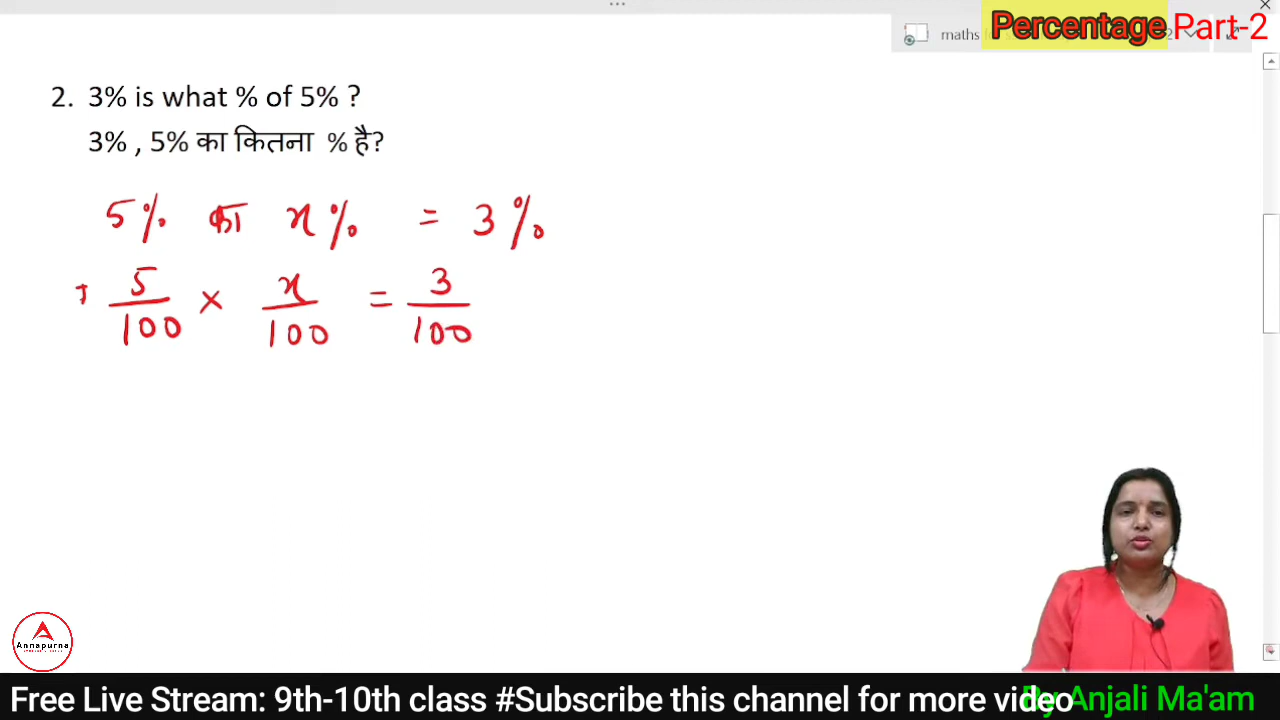 Percentage Part-2
maths
2. 3% is what % of 5% ?
3% , 5% का कितना % है?
5% का x% = 3%
5/100 × x/100 = 3/100
Annapurna
Free Live Stream: 9th-10th class #Subscribe this channel for more video
By Anjali Ma'am